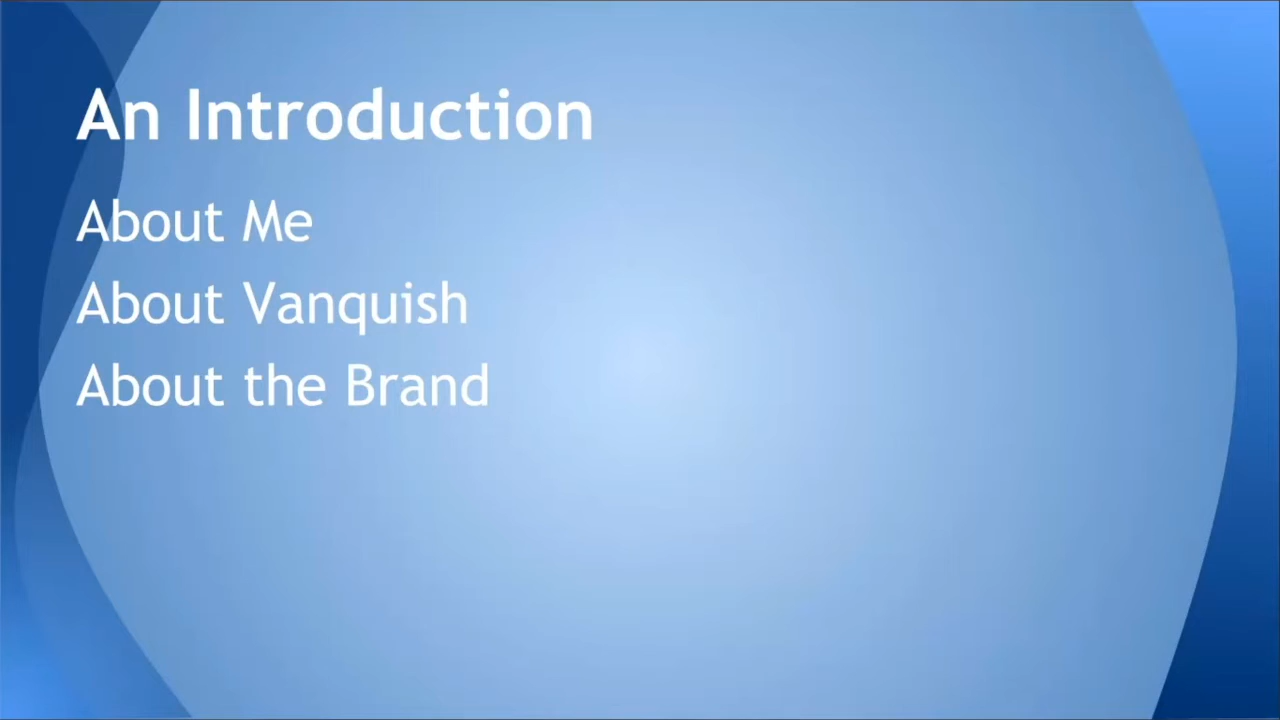 An Introduction
About Me
About Vanquish
About the Brand